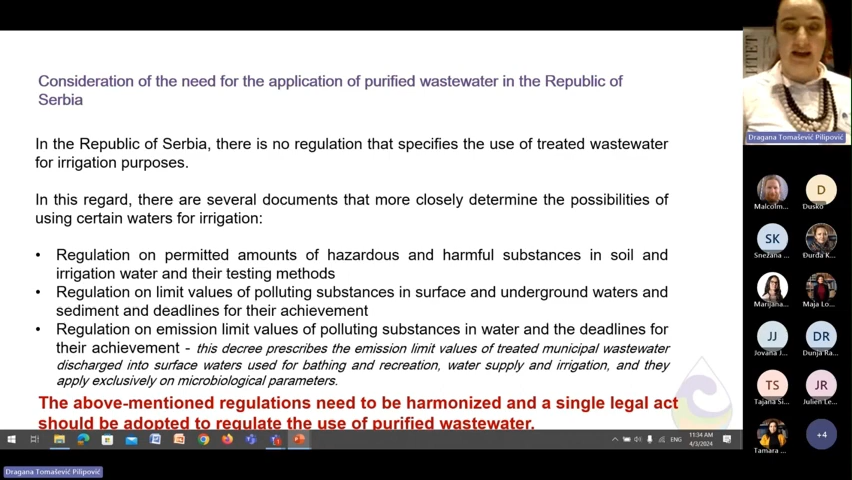 Consideration of the need for the application of purified wastewater in the Republic of
Serbia
In the Republic of Serbia, there is no regulation that specifies the use of treated wastewater
for irrigation purposes.
In this regard, there are several documents that more closely determine the possibilities of
using certain waters for irrigation:
• Regulation on permitted amounts of hazardous and harmful substances in soil and
irrigation water and their testing methods
• Regulation on limit values of polluting substances in surface and underground waters and
sediment and deadlines for their achievement
• Regulation on emission limit values of polluting substances in water and the deadlines for
their achievement - this decree prescribes the emission limit values of treated municipal wastewater
discharged into surface waters used for bathing and recreation, water supply and irrigation, and they
apply exclusively on microbiological parameters.
The above-mentioned regulations need to be harmonized and a single legal act
should be adopted to regulate the use of purified wastewater.
ENG
11:34 AM
4/3/2024
Dragana Tomašević Pilipović
Dragana Tomašević Pilipović
Malcolm...
D
Dusko
SK
Snezana ...
Đurđa K...
Marijana...
Maja Lo...
JJ
Jovana J...
DR
Dunja Ra...
TS
Tajana Si...
JR
Julien Le...
Tamara ...
+4